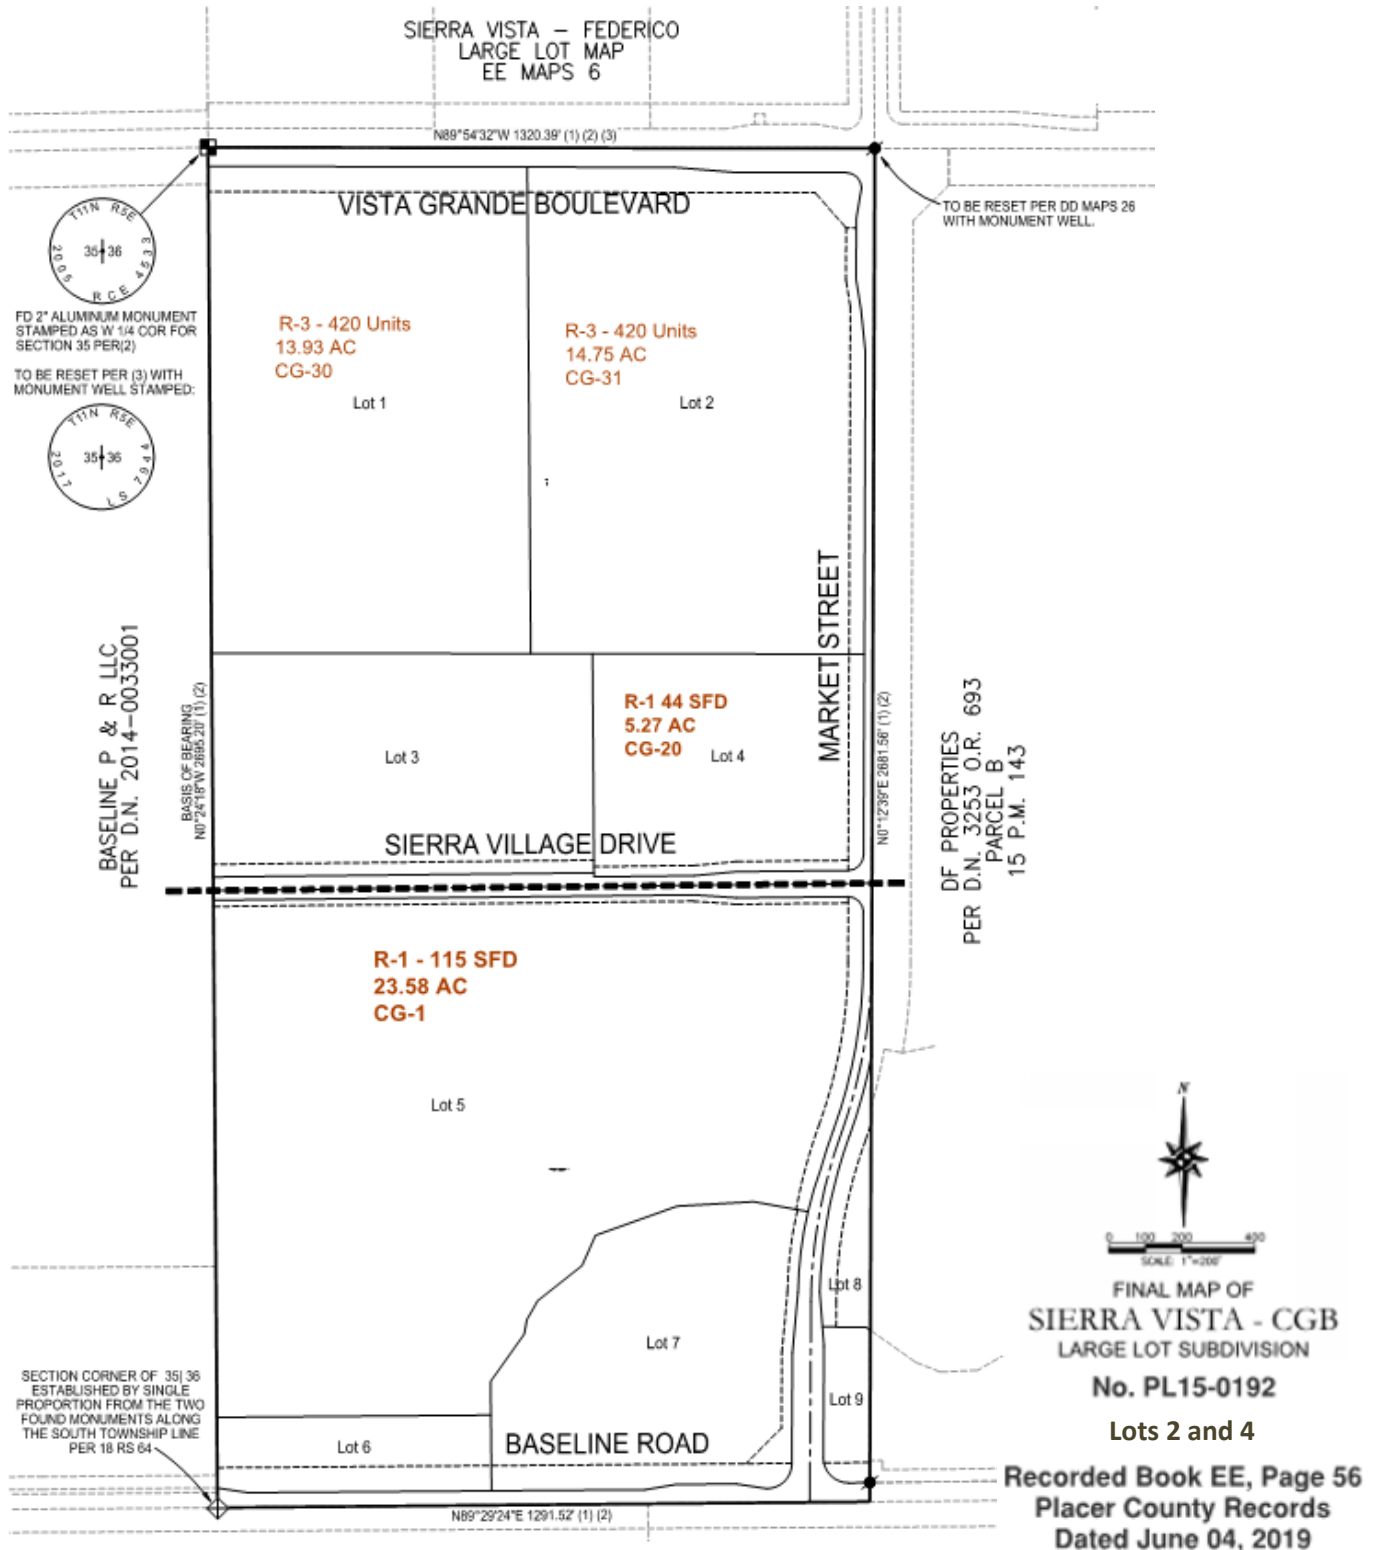 SIERRA VISTA – FEDERICO
LARGE LOT MAP
EE MAPS 6
N89°54'32"W 1320.39' (1) (2) (3)
VISTA GRANDE BOULEVARD
TO BE RESET PER DD MAPS 26
WITH MONUMENT WELL.
T11N R5E
35 36
2005 RCE 4533
FD 2" ALUMINUM MONUMENT
STAMPED AS W 1/4 COR FOR
SECTION 35 PER(2)
TO BE RESET PER (3) WITH
MONUMENT WELL STAMPED:
T11N R5E
35 36
2017 LS 7944
R-3 - 420 Units
13.93 AC
CG-30
Lot 1
R-3 - 420 Units
14.75 AC
CG-31
Lot 2
MARKET STREET
BASELINE P & R LLC
PER D.N. 2014-0033001
BASIS OF BEARING
N0°24'18"W 2695.20' (1) (2)
Lot 3
R-1 44 SFD
5.27 AC
CG-20
Lot 4
N0°12'39"E 2681.56' (1) (2)
DF PROPERTIES
PER D.N. 3253 O.R. 693
PARCEL B
15 P.M. 143
SIERRA VILLAGE DRIVE
R-1 - 115 SFD
23.58 AC
CG-1
Lot 5
Lot 7
Lot 8
Lot 9
Lot 6
BASELINE ROAD
SECTION CORNER OF 35| 36
ESTABLISHED BY SINGLE
PROPORTION FROM THE TWO
FOUND MONUMENTS ALONG
THE SOUTH TOWNSHIP LINE
PER 18 RS 64
N89°29'24"E 1291.52' (1) (2)
N
0 100 200 400
SCALE: 1"=200'
FINAL MAP OF
SIERRA VISTA - CGB
LARGE LOT SUBDIVISION
No. PL15-0192
Lots 2 and 4
Recorded Book EE, Page 56
Placer County Records
Dated June 04, 2019